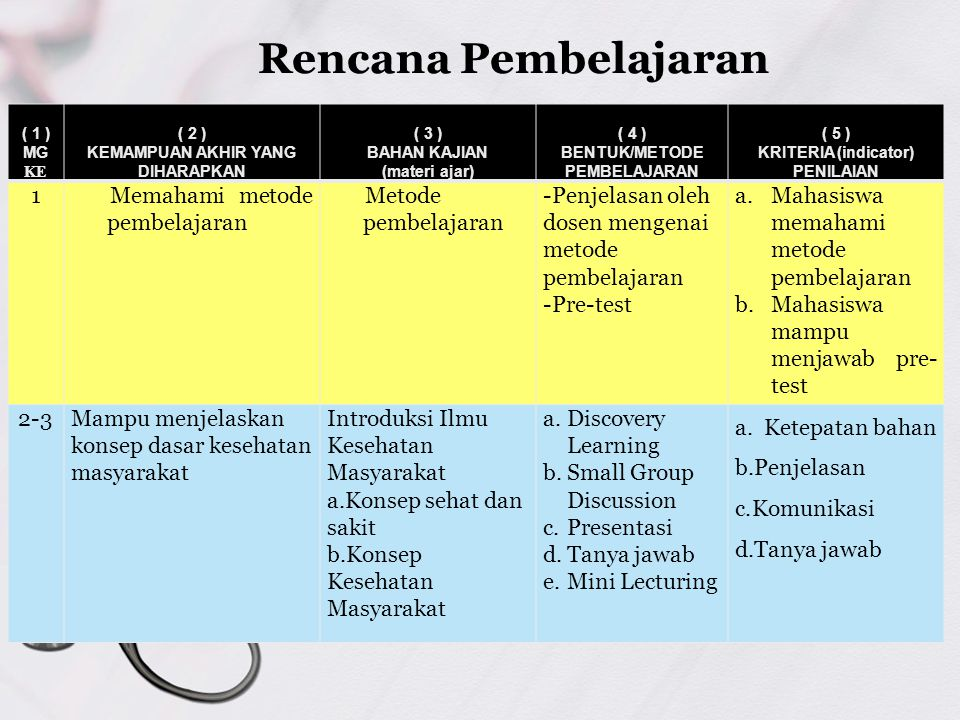 Rencana Pembelajaran
( 1 )
MG
KE
( 2 )
KEMAMPUAN AKHIR YANG
DIHARAPKAN
( 3 )
BAHAN KAJIAN
(materi ajar)
( 4 )
BENTUK/METODE
PEMBELAJARAN
( 5 )
KRITERIA (indicator)
PENILAIAN
1
Memahami metode
pembelajaran
Metode
pembelajaran
-Penjelasan oleh
dosen mengenai
metode
pembelajaran
-Pre-test
a. Mahasiswa
memahami
metode
pembelajaran
b. Mahasiswa
mampu
menjawab pre-
test
2-3
Mampu menjelaskan
konsep dasar kesehatan
masyarakat
Introduksi Ilmu
Kesehatan
Masyarakat
a.Konsep sehat dan
sakit
b.Konsep
Kesehatan
Masyarakat
a. Discovery
Learning
b. Small Group
Discussion
c. Presentasi
d. Tanya jawab
e. Mini Lecturing
a. Ketepatan bahan
b.Penjelasan
c.Komunikasi
d.Tanya jawab